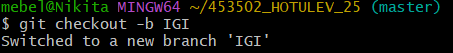 mebel@Nikita MINGW64 ~/453502_HOTULEV_25 (master)
$ git checkout -b IGI
Switched to a new branch 'IGI'